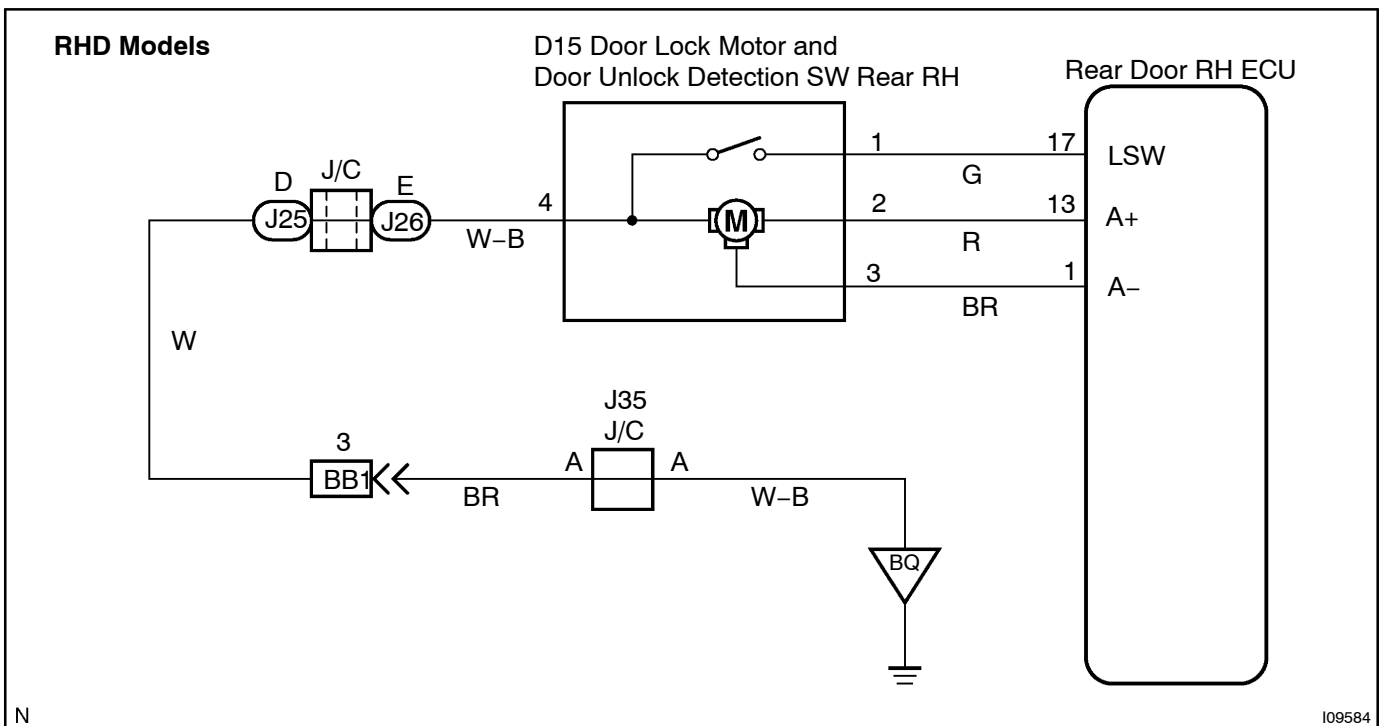 RHD Models
D15 Door Lock Motor and
Door Unlock Detection SW Rear RH
Rear Door RH ECU
1
17
LSW
G
D
J/C
E
J25
J26
4
W−B
M
2
13
A+
R
3
1
A−
BR
W
3
BB1
BR
J35
J/C
A
A
W−B
BQ
N
I09584